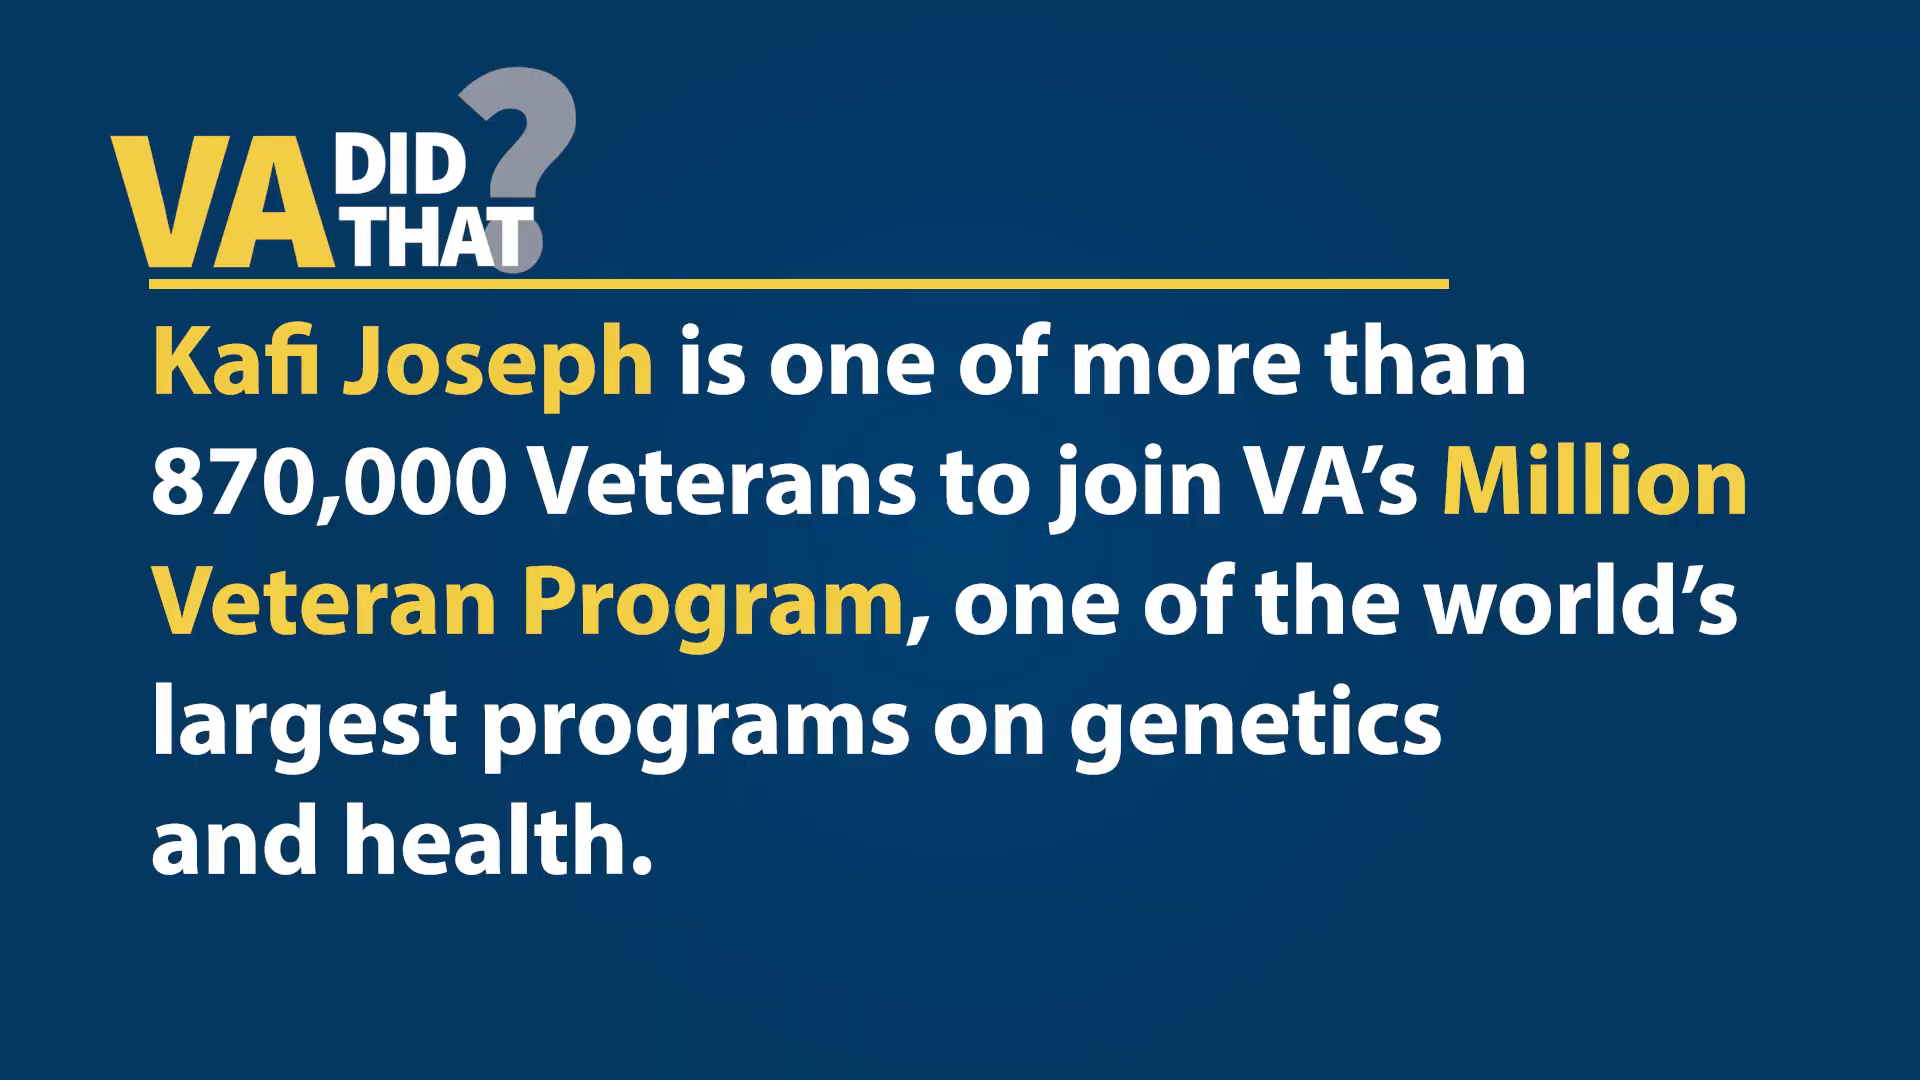 VA DID THAT?
Kafi Joseph is one of more than
870,000 Veterans to join VA’s Million
Veteran Program, one of the world’s
largest programs on genetics
and health.